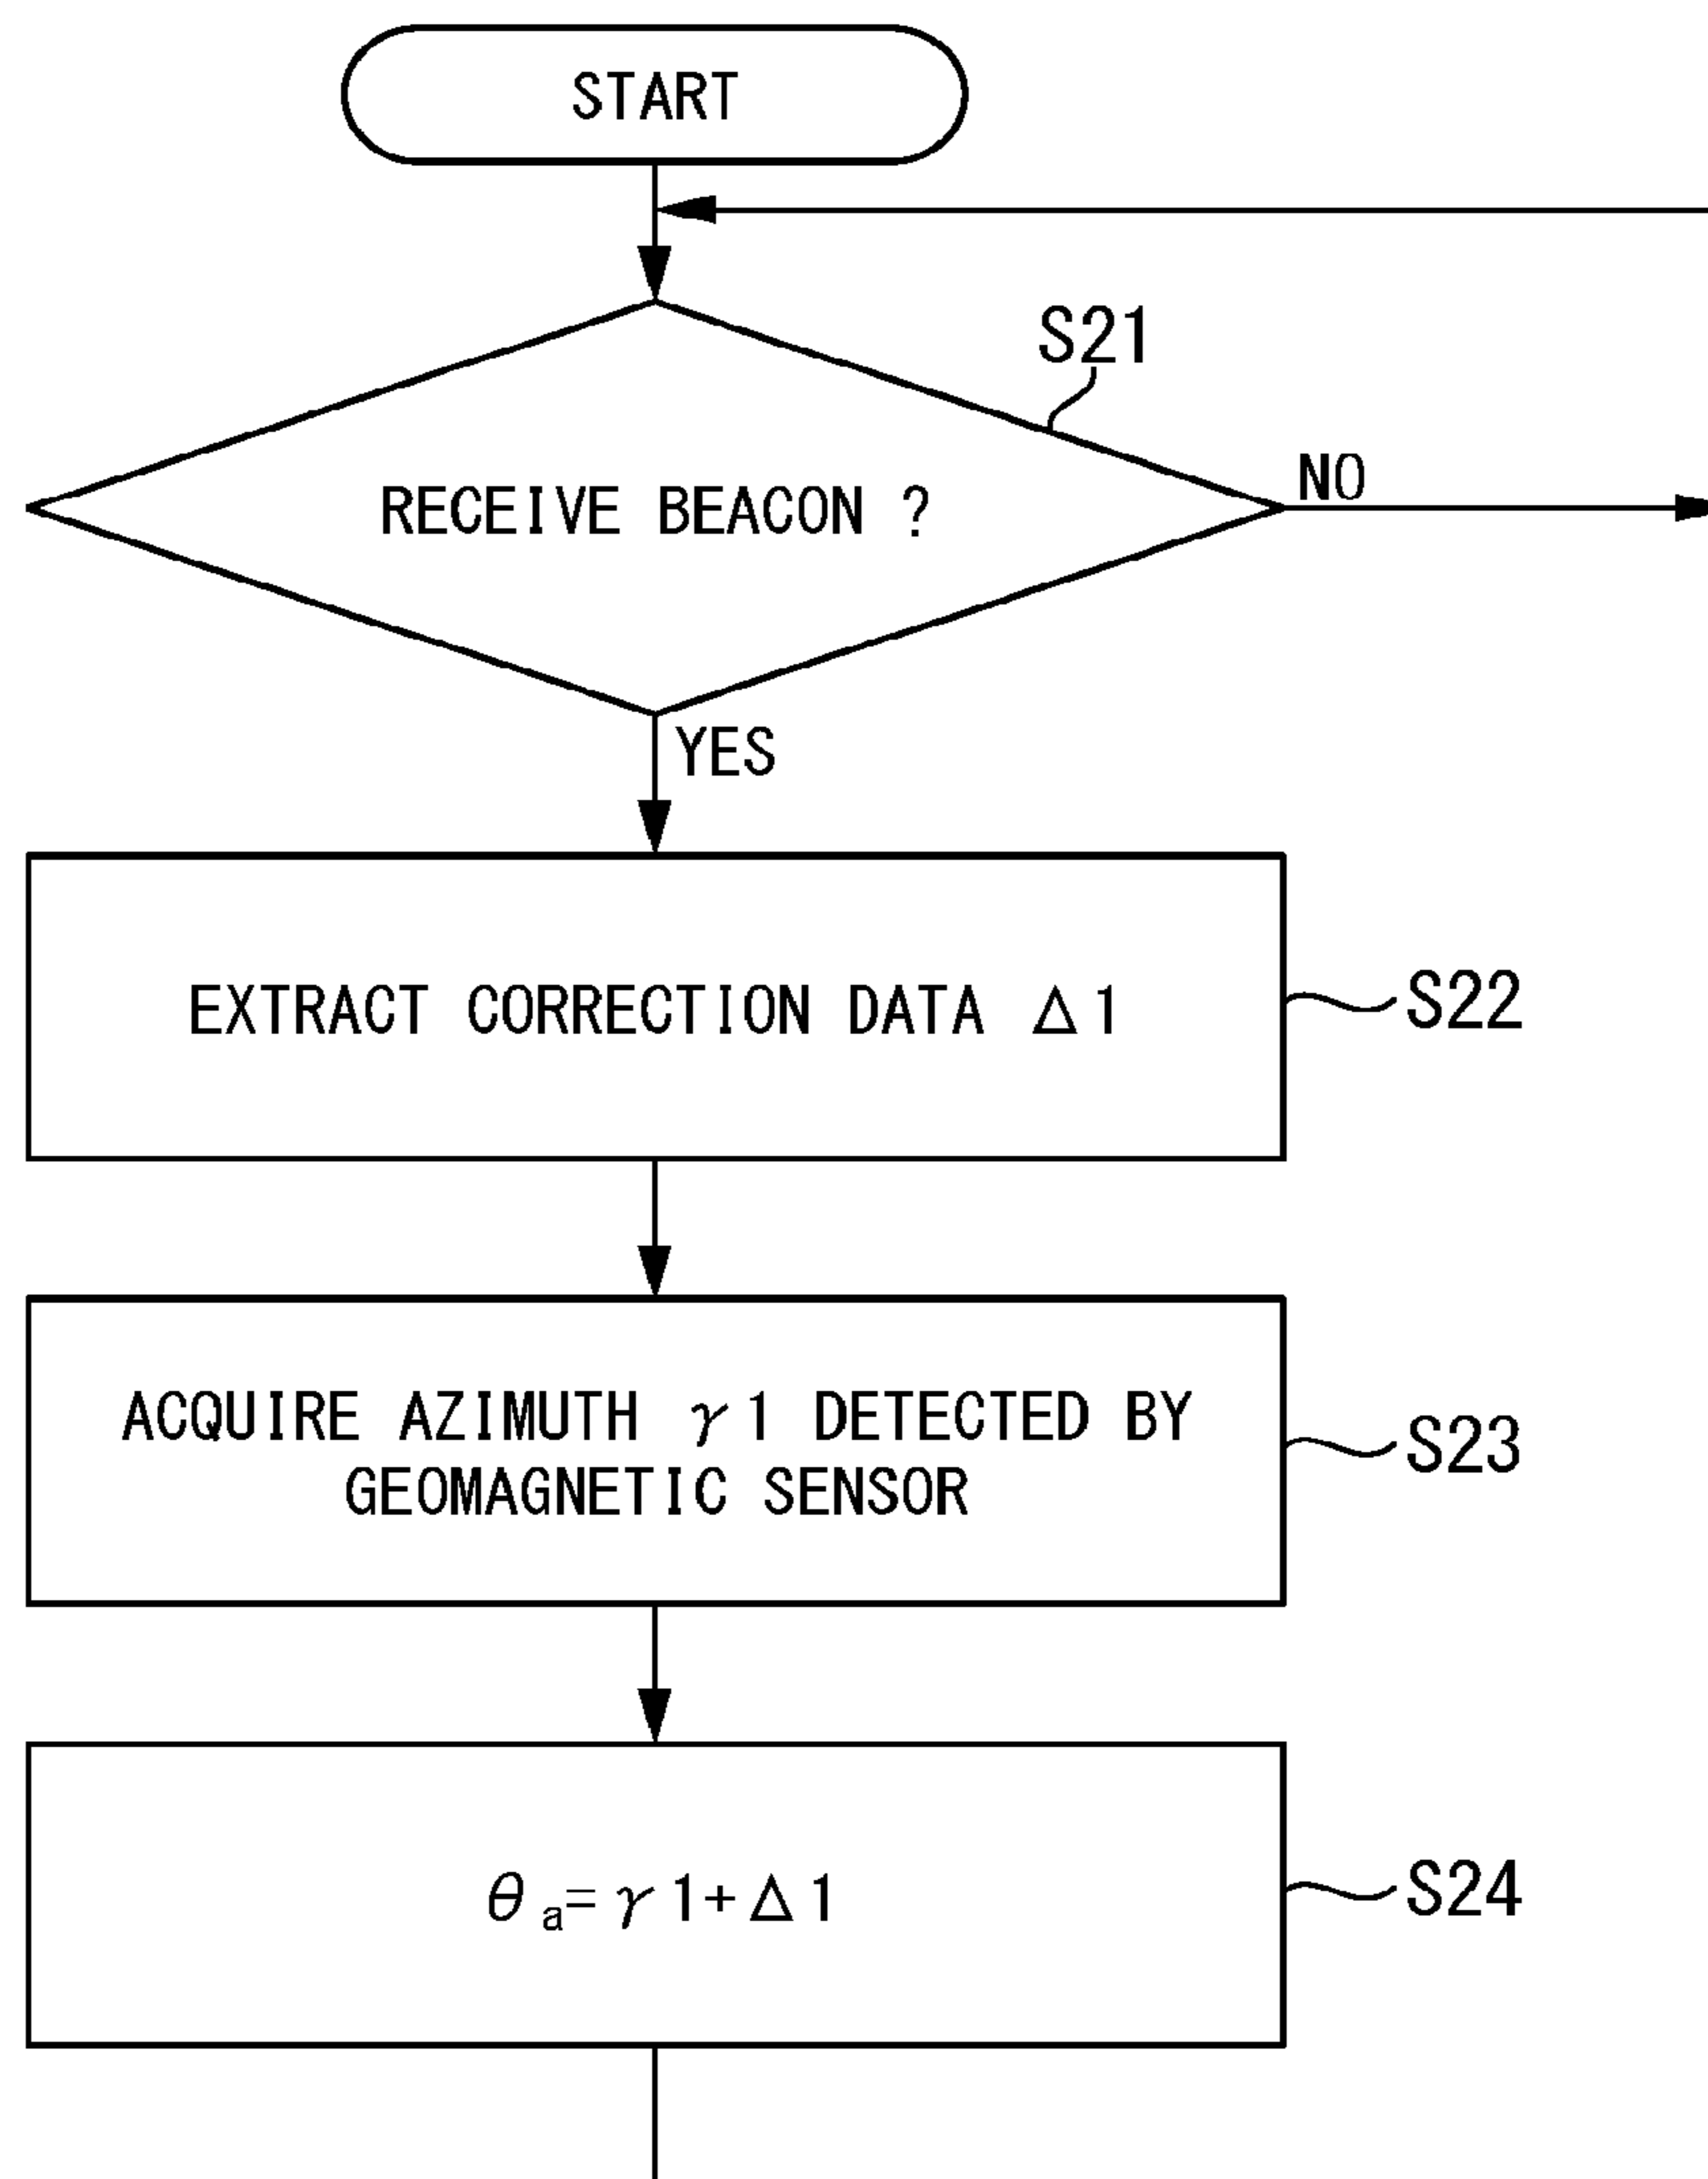 START
S21
RECEIVE BEACON ?
NO
YES
EXTRACT CORRECTION DATA Δ1
S22
ACQUIRE AZIMUTH γ1 DETECTED BY
GEOMAGNETIC SENSOR
S23
θa=γ1+Δ1
S24